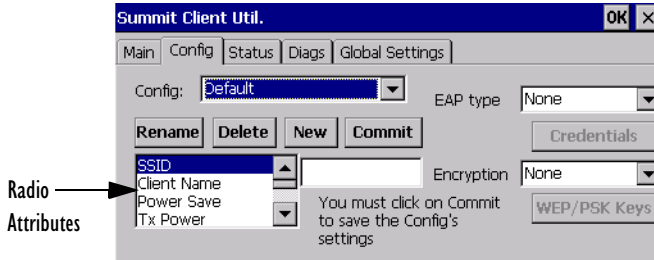 Summit Client Util. OK ×
Main Config Status Diags Global Settings
Config: Default
EAP type None
Rename Delete New Commit
Credentials
SSID
Client Name
Power Save
Tx Power
Encryption None
You must click on Commit
to save the Config's
settings
WEP/PSK Keys
Radio
Attributes